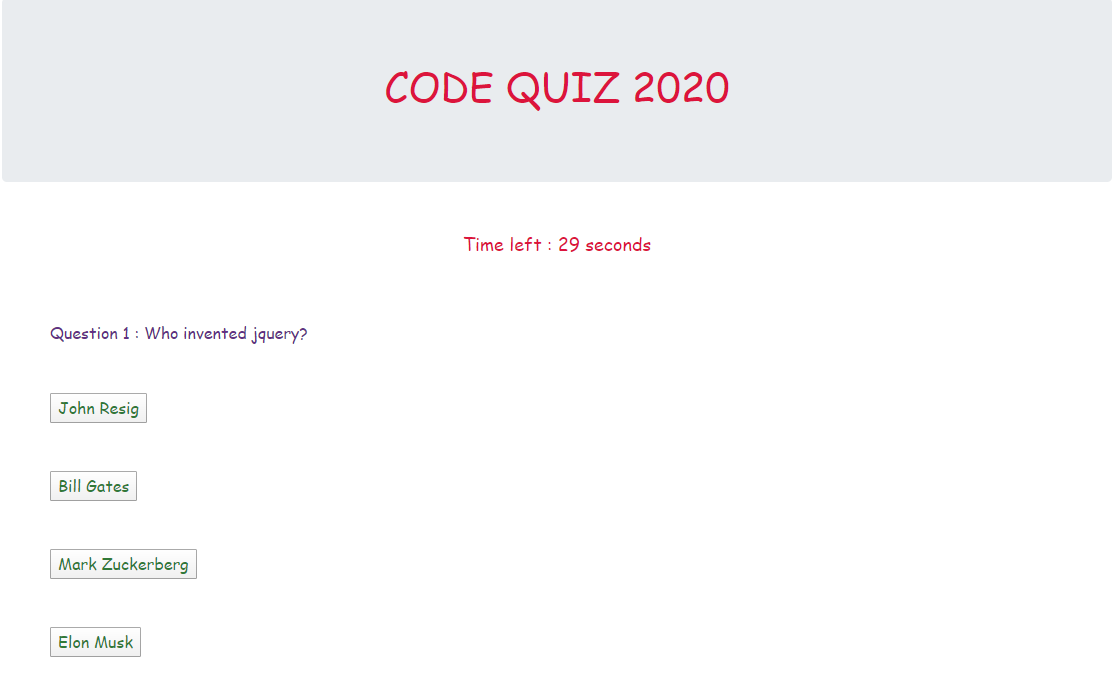 CODE QUIZ 2020
Time left : 29 seconds
Question 1 : Who invented jquery?
John Resig
Bill Gates
Mark Zuckerberg
Elon Musk